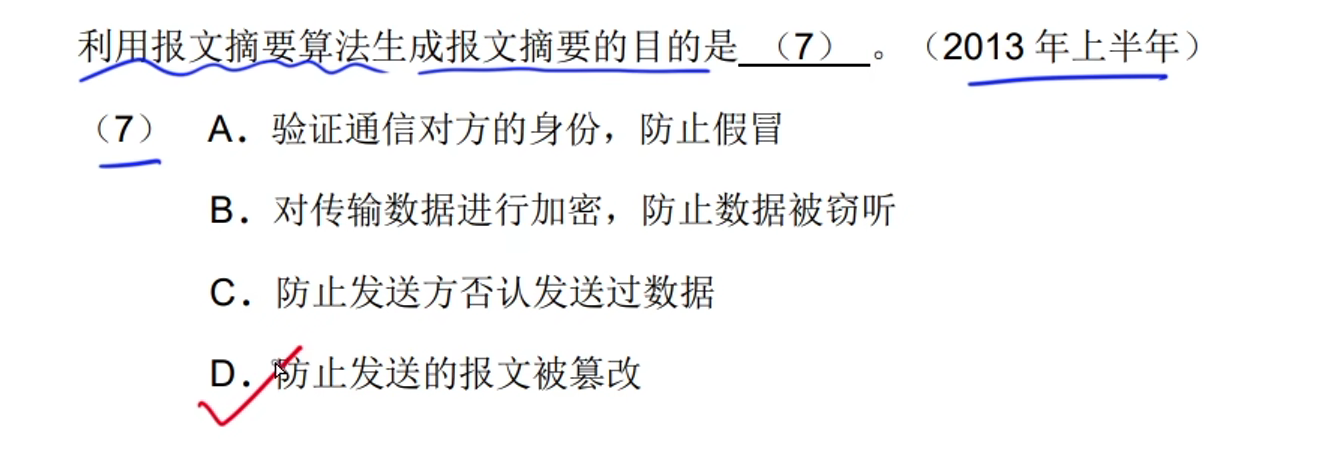 利用报文摘要算法生成报文摘要的目的是 （7） 。（2013 年上半年）
（7） A．验证通信对方的身份，防止假冒
B．对传输数据进行加密，防止数据被窃听
C．防止发送方否认发送过数据
D．防止发送的报文被篡改